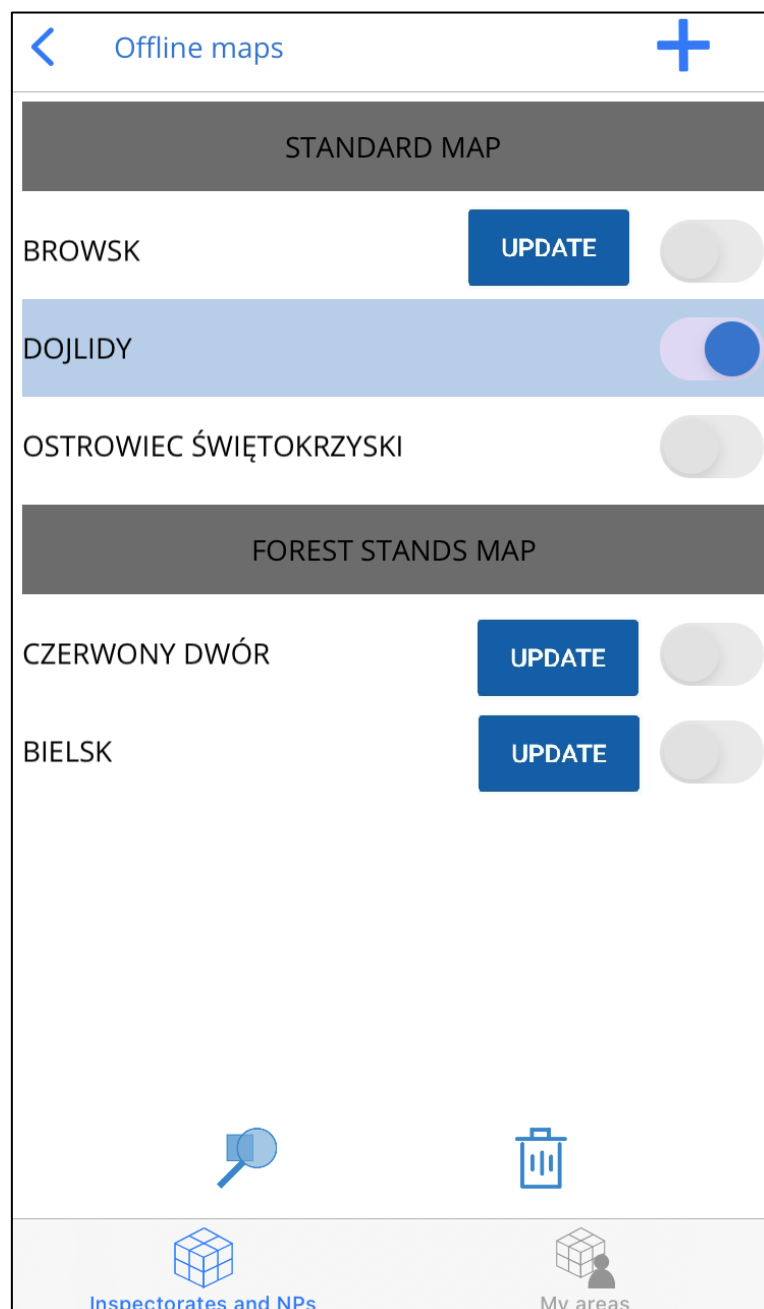 Offline maps
STANDARD MAP
BROWSK UPDATE
DOJLIDY
OSTROWIEC ŚWIĘTOKRZYSKI
FOREST STANDS MAP
CZERWONY DWÓR UPDATE
BIELSK UPDATE
Inspectorates and NPs My areas